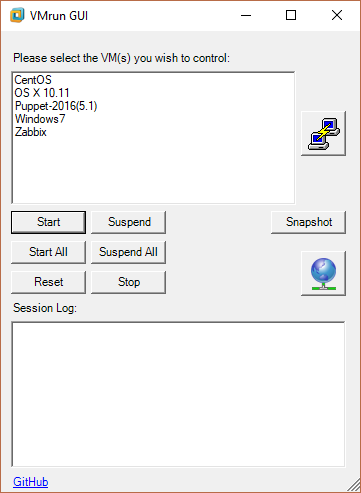 VMrun GUI
Please select the VM(s) you wish to control:
CentOS
OS X 10.11
Puppet-2016(5.1)
Windows7
Zabbix
Start Suspend Snapshot
Start All Suspend All
Reset Stop
Session Log:
GitHub